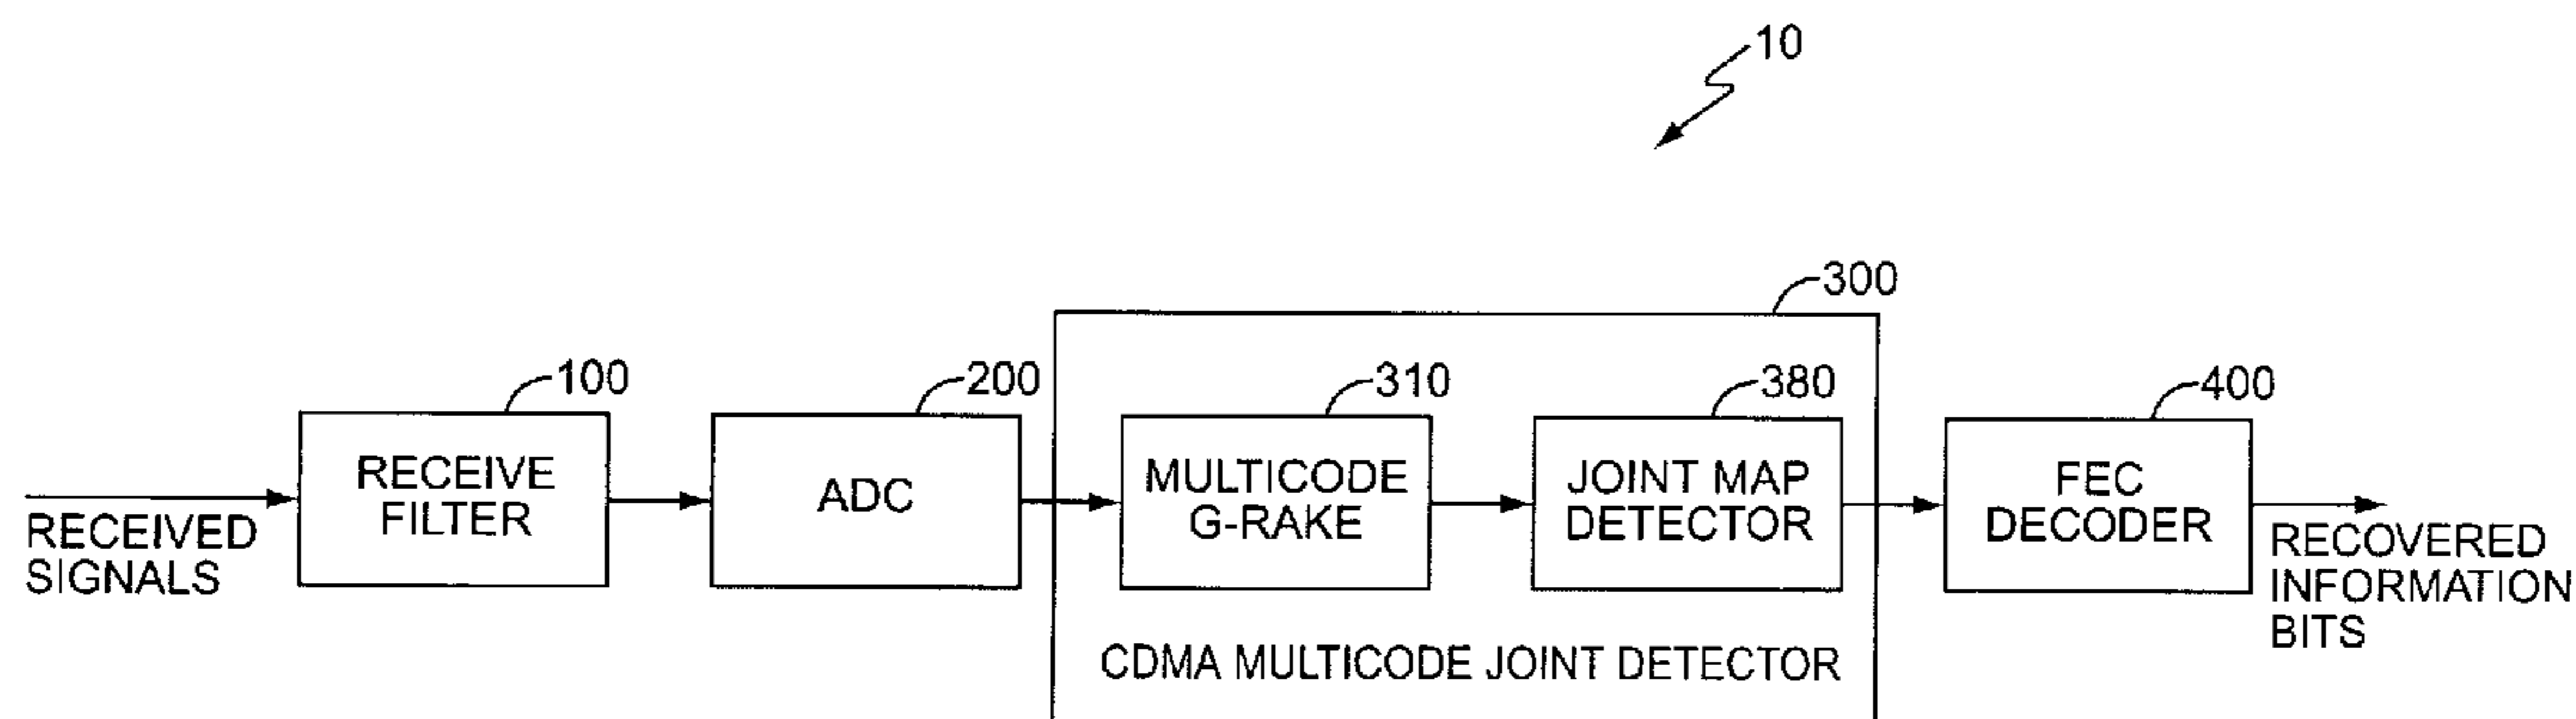 10
300
100
200
310
380
400
RECEIVED
SIGNALS
RECEIVE
FILTER
ADC
MULTICODE
G-RAKE
JOINT MAP
DETECTOR
FEC
DECODER
RECOVERED
INFORMATION
BITS
CDMA MULTICODE JOINT DETECTOR